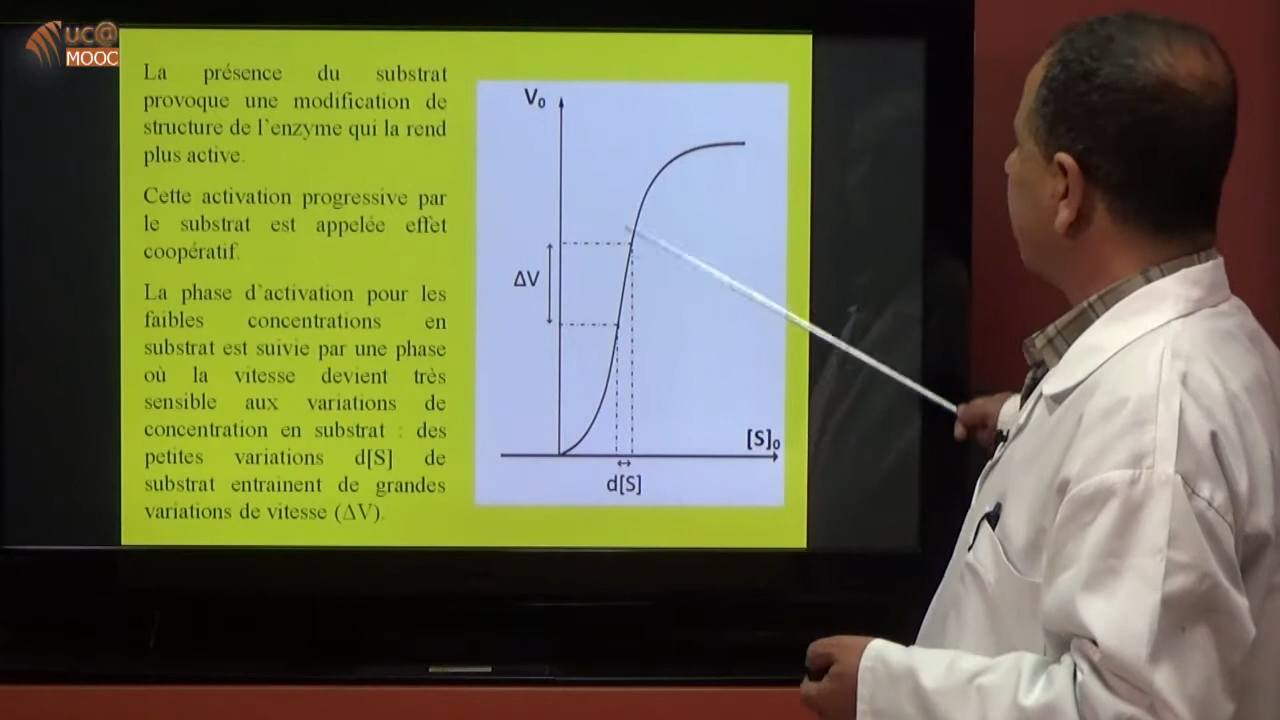 UC@
MOOC
La présence du substrat
provoque une modification de
structure de l'enzyme qui la rend
plus active.
Cette activation progressive par
le substrat est appelée effet
coopératif.
La phase d'activation pour les
faibles concentrations en
substrat est suivie par une phase
où la vitesse devient très
sensible aux variations de
concentration en substrat : des
petites variations d[S] de
substrat entrainent de grandes
variations de vitesse (ΔV).
V₀
ΔV
[S]₀
d[S]